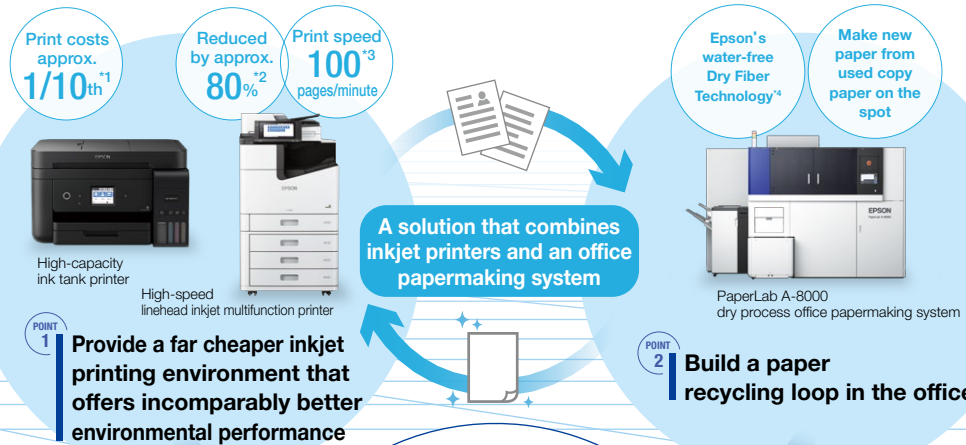 Print costs
approx.
1/10th*1
Reduced
by approx.
80%*2
Print speed
100*3
pages/minute
EPSON
High-capacity
ink tank printer
EPSON
High-speed
linehead inkjet multifunction printer
POINT
1
Provide a far cheaper inkjet
printing environment that
offers incomparably better
environmental performance
A solution that combines
inkjet printers and an office
papermaking system
Epson's
water-free
Dry Fiber
Technology*4
Make new
paper from
used copy
paper on the
spot
EPSON
PaperLab A-8000
PaperLab A-8000
dry process office papermaking system
POINT
2
Build a paper
recycling loop in the office